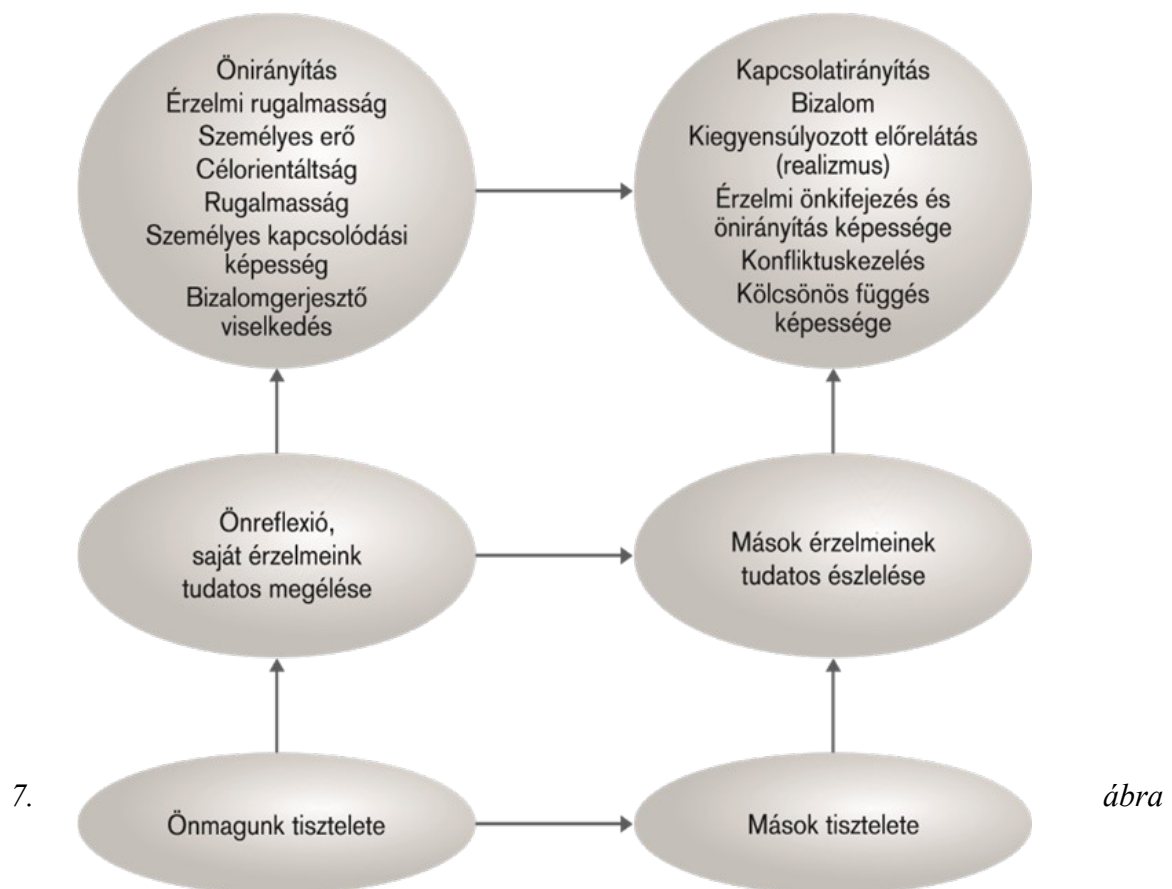 Önirányítás
Érzelmi rugalmasság
Személyes erő
Célorientáltság
Rugalmasság
Személyes kapcsolódási
képesség
Bizalomgerjesztő
viselkedés
Kapcsolatirányítás
Bizalom
Kiegyensúlyozott előrelátás
(realizmus)
Érzelmi önkifejezés és
önirányítás képessége
Konfliktuskezelés
Kölcsönös függés
képessége
Önreflexió,
saját érzelmeink
tudatos megélése
Mások érzelmeinek
tudatos észlelése
Önmagunk tisztelete
Mások tisztelete
7. ábra